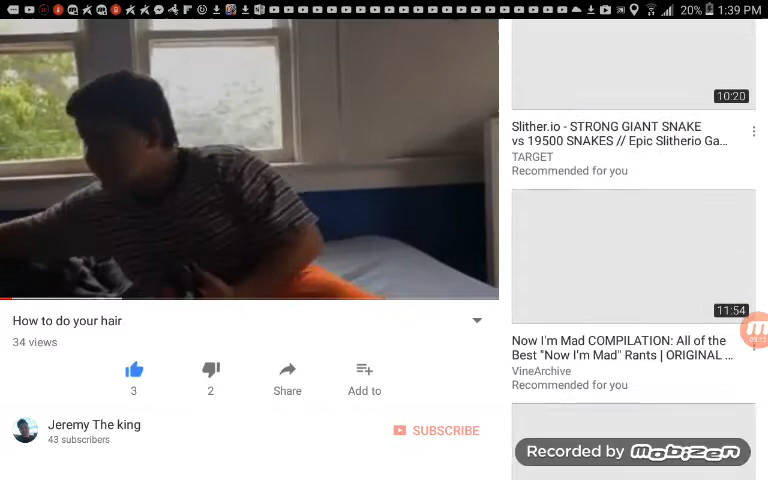 20% 1:39 PM
10:20
Slither.io - STRONG GIANT SNAKE
vs 19500 SNAKES // Epic Slitherio Ga...
TARGET
Recommended for you
11:54
Now I'm Mad COMPILATION: All of the
Best "Now I'm Mad" Rants | ORIGINAL ...
VineArchive
Recommended for you
How to do your hair
34 views
3
2
Share
Add to
Jeremy The king
43 subscribers
SUBSCRIBE
Recorded by mobizen